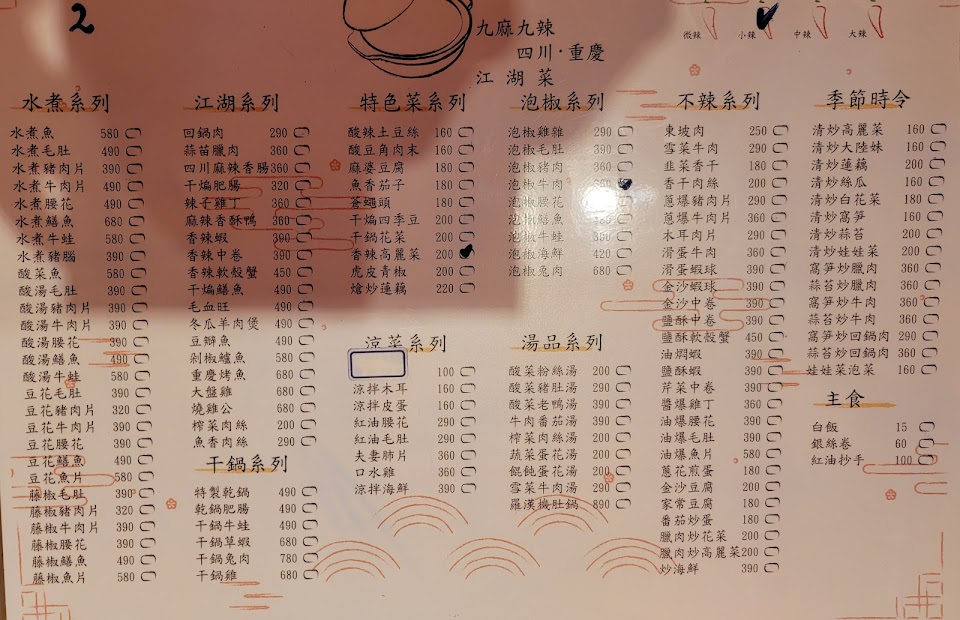 2
九麻九辣
四川·重慶
江湖菜
微辣 小辣 中辣 大辣
水煮系列
水煮魚 580
水煮毛肚 490
水煮豬肉片 390
水煮牛肉片 490
水煮腰花 490
水煮鱔魚 680
水煮牛蛙 580
水煮豬腦 390
酸菜魚 580
酸湯毛肚 390
酸湯豬肉片 390
酸湯牛肉片 390
酸湯腰花 390
酸湯鱔魚 490
酸湯牛蛙 580
豆花毛肚 390
豆花豬肉片 320
豆花牛肉片 390
豆花腰花 390
豆花鱔魚 490
豆花魚片 580
藤椒毛肚 390
藤椒豬肉片 320
藤椒牛肉片 390
藤椒腰花 390
藤椒鱔魚 490
藤椒魚片 580
江湖系列
回鍋肉 290
蒜苗臘肉 360
四川麻辣香腸 360
干煸肥腸 320
辣子雞丁 360
麻辣香酥鴨 360
香辣蝦 390
香辣中卷 390
香辣軟殼蟹 450
干煸鱔魚 490
毛血旺 490
冬瓜羊肉煲 490
豆瓣魚 490
剁椒鱸魚 580
重慶烤魚 680
大盤雞 680
燒雞公 680
榨菜肉絲 200
魚香肉絲 290
干鍋系列
特製乾鍋 490
乾鍋肥腸 490
干鍋牛蛙 490
干鍋草蝦 680
干鍋兔肉 780
干鍋雞 680
特色菜系列
酸辣土豆絲 160
酸豆角肉末 160
麻婆豆腐 180
魚香茄子 180
蒼蠅頭 180
干煸四季豆 200
干鍋花菜 200
香辣高麗菜 200
虎皮青椒 200
熗炒蓮藕 220
涼菜系列
100
涼拌木耳 160
涼拌皮蛋 160
紅油腰花 290
紅油毛肚 290
夫妻肺片 360
口水雞 360
涼拌海鮮 390
泡椒系列
泡椒雞雜 290
泡椒毛肚 390
泡椒豬肉 360
泡椒牛肉
泡椒腰花
泡椒鱔魚
泡椒牛蛙
泡椒海鮮 420
泡椒兔肉 680
湯品系列
酸菜粉絲湯 200
酸菜豬肚湯 290
酸菜老鴨湯 390
牛肉番茄湯 390
榨菜肉絲湯 200
蔬菜蛋花湯 200
餛飩蛋花湯 200
雪菜牛肉湯 290
羅漢機肚鍋 890
不辣系列
東坡肉 250
雪菜牛肉 290
韭菜香干 180
香干肉絲 200
蔥爆豬肉片 290
蔥爆牛肉片 360
木耳肉片 290
滑蛋牛肉 360
滑蛋蝦球 390
金沙蝦球 390
金沙中卷 390
鹽酥中卷 390
鹽酥軟殼蟹 450
油燜蝦 390
鹽酥蝦 390
芹菜中卷 390
醬爆雞丁 360
油爆腰花 390
油爆毛肚 390
油爆魚片 580
蔥花煎蛋 180
金沙豆腐 200
家常豆腐 180
番茄炒蛋 180
臘肉炒花菜 200
臘肉炒高麗菜 200
炒海鮮 390
季節時令
清炒高麗菜 160
清炒大陸妹 160
清炒蓮藕 200
清炒絲瓜 160
清炒白花菜 180
清炒窩筍 160
清炒蒜苔 200
清炒娃娃菜 200
窩筍炒臘肉 360
蒜苔炒臘肉 360
窩筍炒牛肉 360
蒜苔炒牛肉 360
窩筍炒回鍋肉 290
蒜苔炒回鍋肉 360
娃娃菜泡菜 160
主食
白飯 15
銀絲卷 60
紅油抄手 100